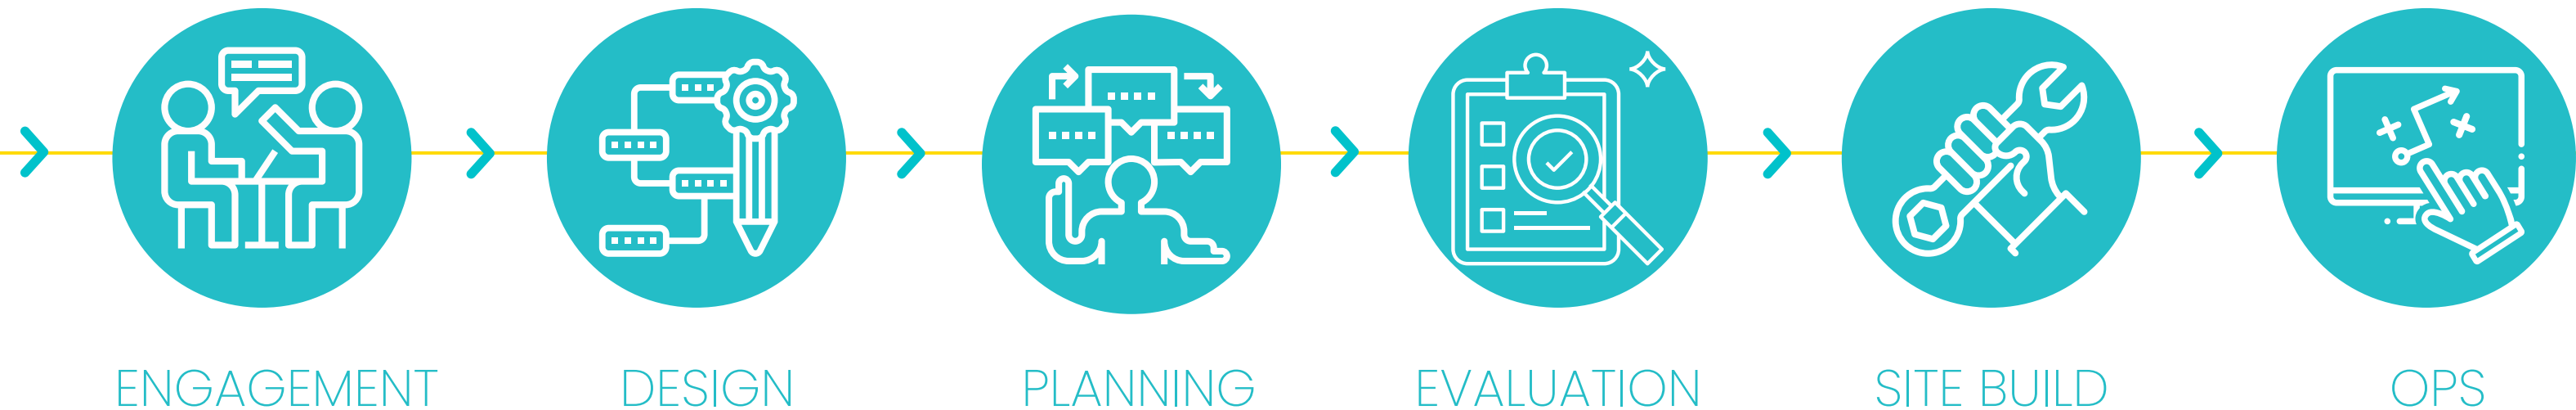 ENGAGEMENT
DESIGN
PLANNING
EVALUATION
SITE BUILD
OPS